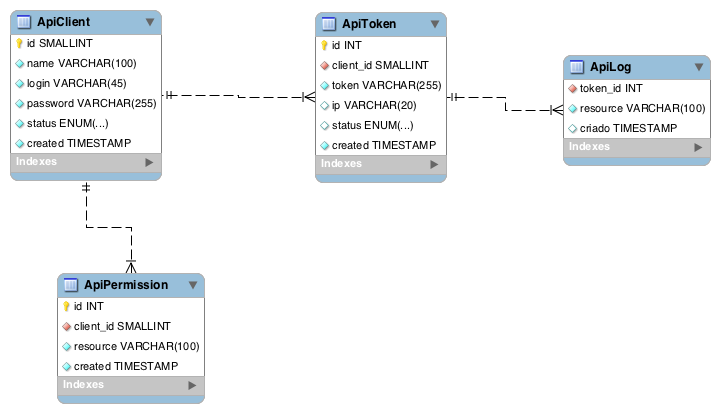 ApiClient
id SMALLINT
name VARCHAR(100)
login VARCHAR(45)
password VARCHAR(255)
status ENUM(...)
created TIMESTAMP
Indexes
ApiToken
id INT
client_id SMALLINT
token VARCHAR(255)
ip VARCHAR(20)
status ENUM(...)
created TIMESTAMP
Indexes
ApiLog
token_id INT
resource VARCHAR(100)
criado TIMESTAMP
Indexes
ApiPermission
id INT
client_id SMALLINT
resource VARCHAR(100)
created TIMESTAMP
Indexes